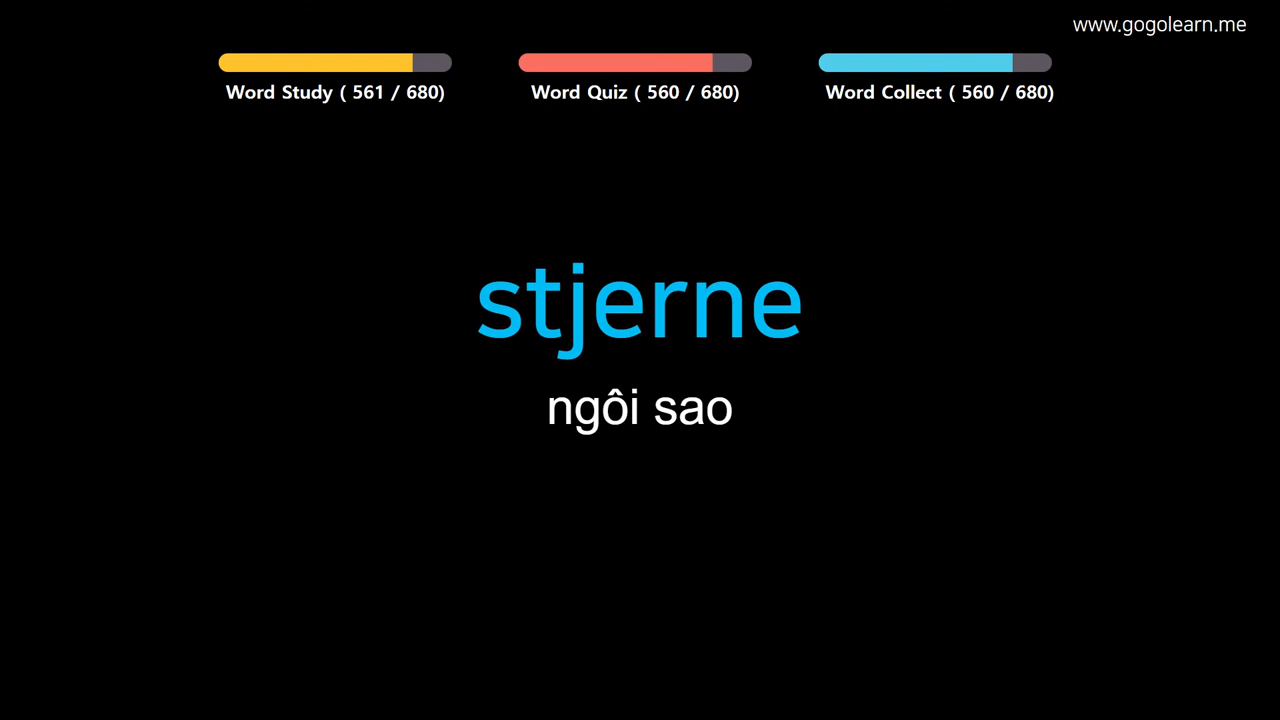 www.gogolearn.me
Word Study ( 561 / 680)
Word Quiz ( 560 / 680)
Word Collect ( 560 / 680)
stjerne
ngôi sao